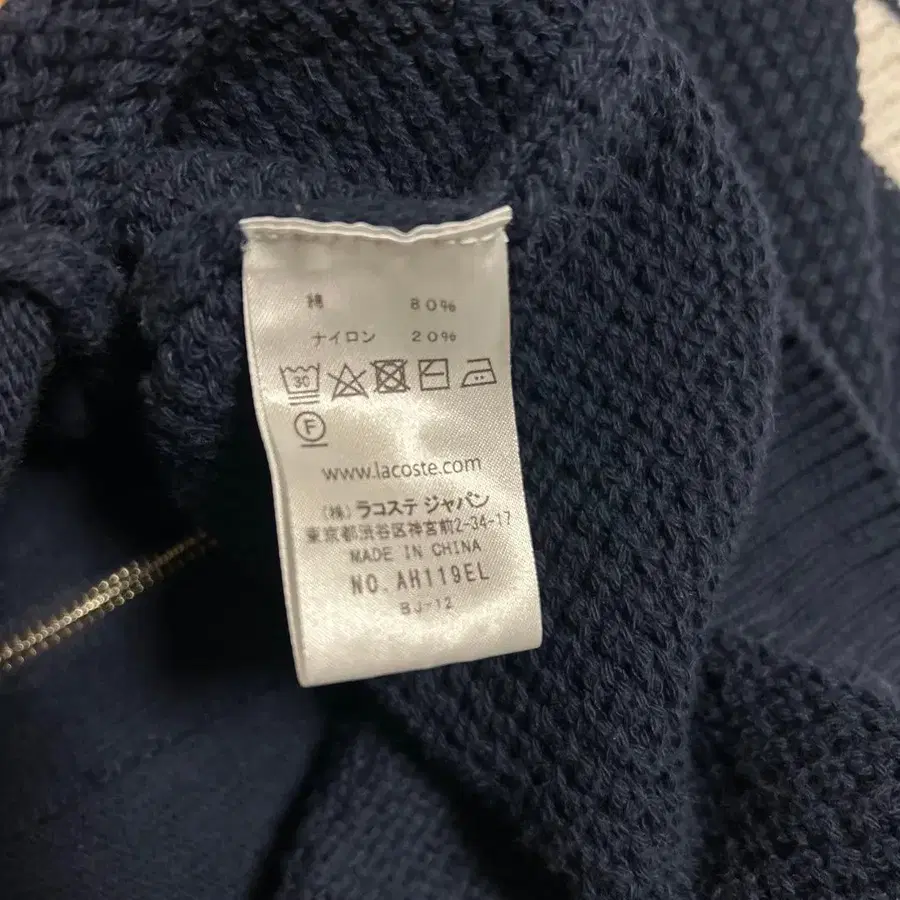 綿 80%
ナイロン 20%
30
F
www.lacoste.com
(株) ラコステ ジャパン
東京都渋谷区神宮前2-34-17
MADE IN CHINA
NO. AH119EL
BJ-12